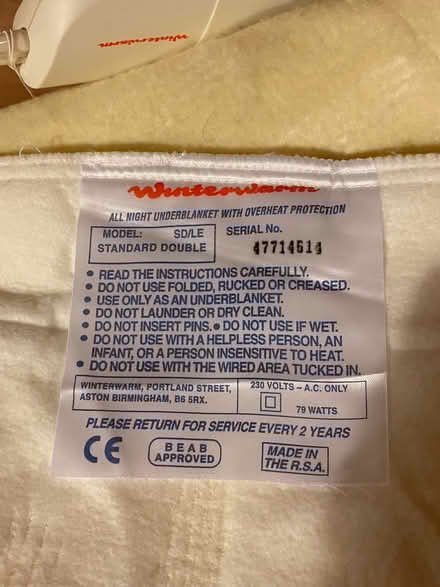 Winterwarm
Winterwarm
ALL NIGHT UNDERBLANKET WITH OVERHEAT PROTECTION
MODEL: SD/LE
STANDARD DOUBLE
SERIAL No.
47714614
• READ THE INSTRUCTIONS CAREFULLY.
• DO NOT USE FOLDED, RUCKED OR CREASED.
• USE ONLY AS AN UNDERBLANKET.
• DO NOT LAUNDER OR DRY CLEAN.
• DO NOT INSERT PINS. • DO NOT USE IF WET.
• DO NOT USE WITH A HELPLESS PERSON, AN
INFANT, OR A PERSON INSENSITIVE TO HEAT.
• DO NOT USE WITH THE WIRED AREA TUCKED IN.
WINTERWARM, PORTLAND STREET,
ASTON BIRMINGHAM, B6 5RX.
230 VOLTS ~ A.C. ONLY
79 WATTS
PLEASE RETURN FOR SERVICE EVERY 2 YEARS
CE
BEAB
APPROVED
MADE IN
THE R.S.A.